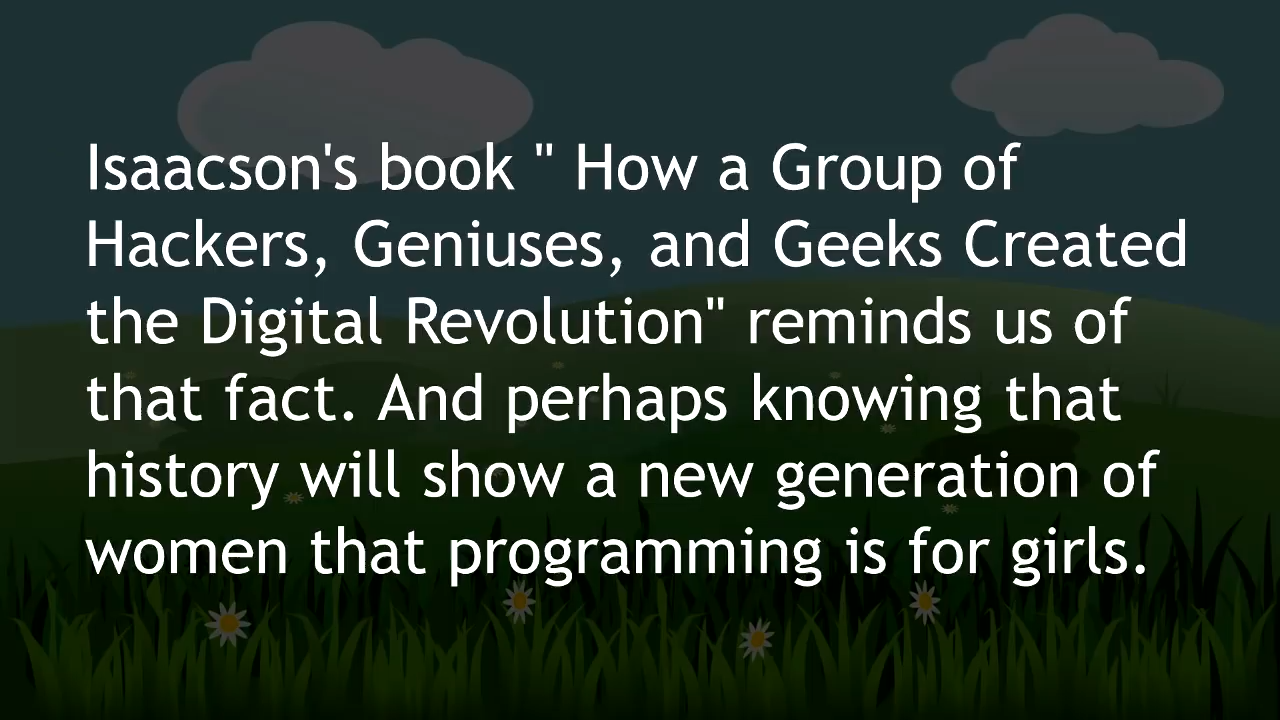 Isaacson's book " How a Group of
Hackers, Geniuses, and Geeks Created
the Digital Revolution" reminds us of
that fact. And perhaps knowing that
history will show a new generation of
women that programming is for girls.